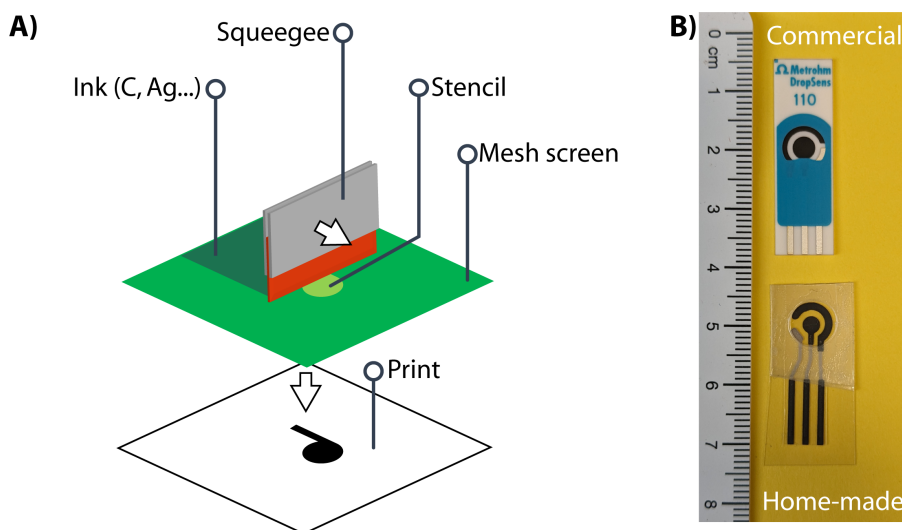 A)
Squeegee
Ink (C, Ag...)
Stencil
Mesh screen
Print
B)
Commercial
Metrohm
DropSens
110
0 cm
1
2
3
4
5
6
7
8
Home-made